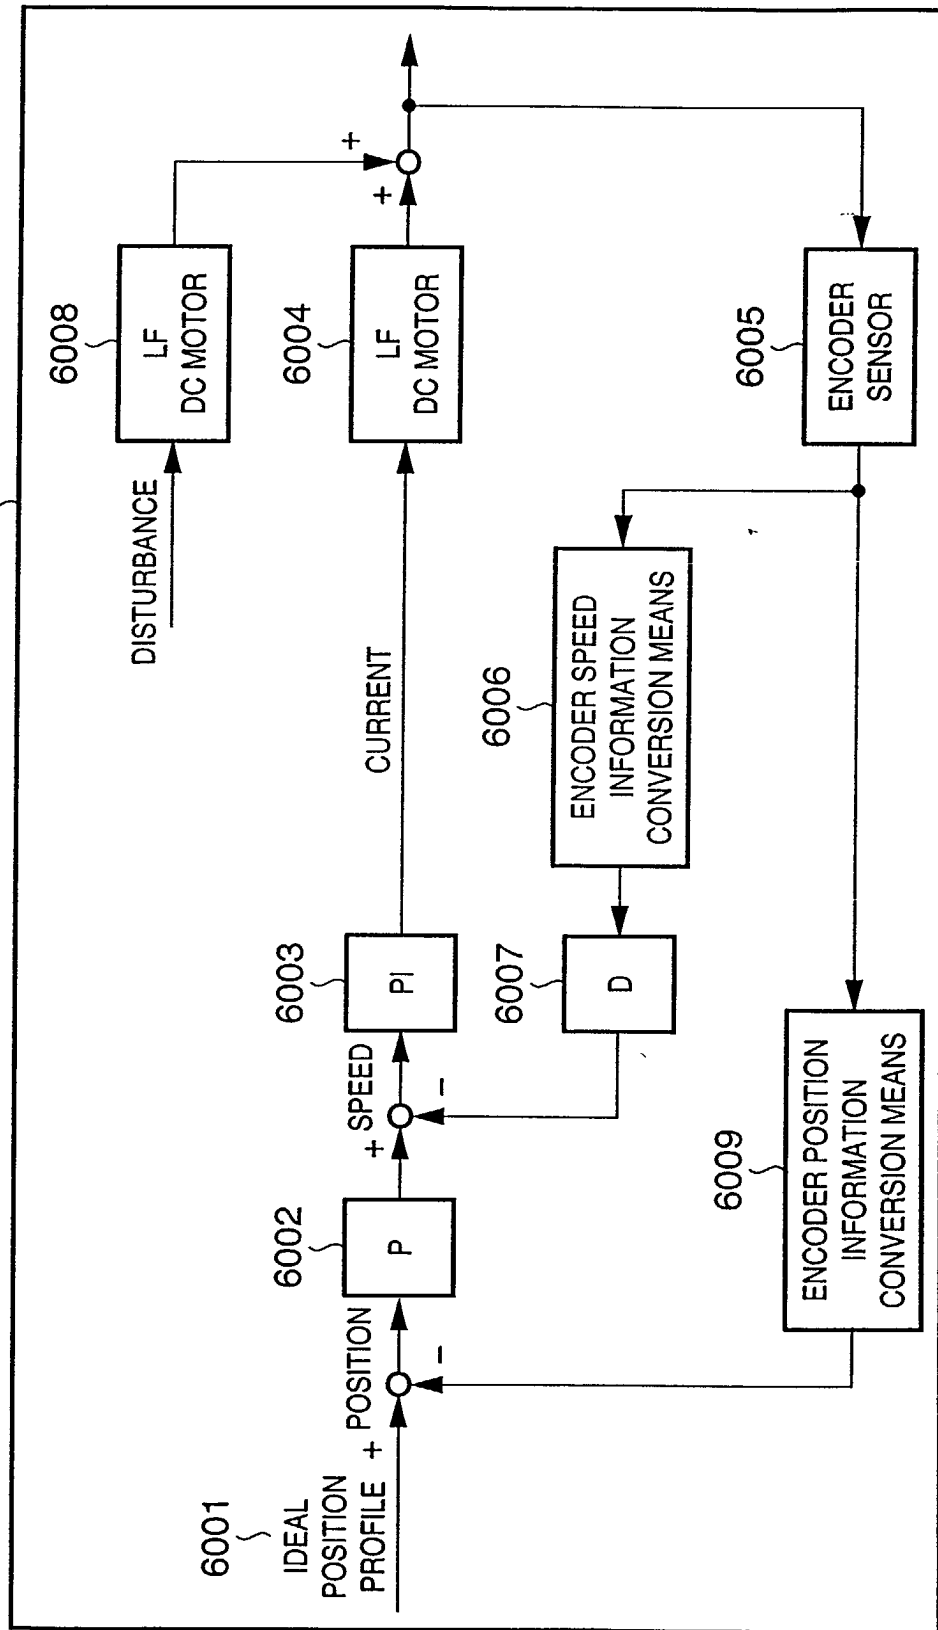 6001
IDEAL
POSITION
PROFILE
+
POSITION
−
6002
P
+
SPEED
−
6003
PI
CURRENT
6004
LF
DC MOTOR
+
+
DISTURBANCE
6008
LF
DC MOTOR
6007
D
6006
ENCODER SPEED
INFORMATION
CONVERSION MEANS
6005
ENCODER
SENSOR
6009
ENCODER POSITION
INFORMATION
CONVERSION MEANS